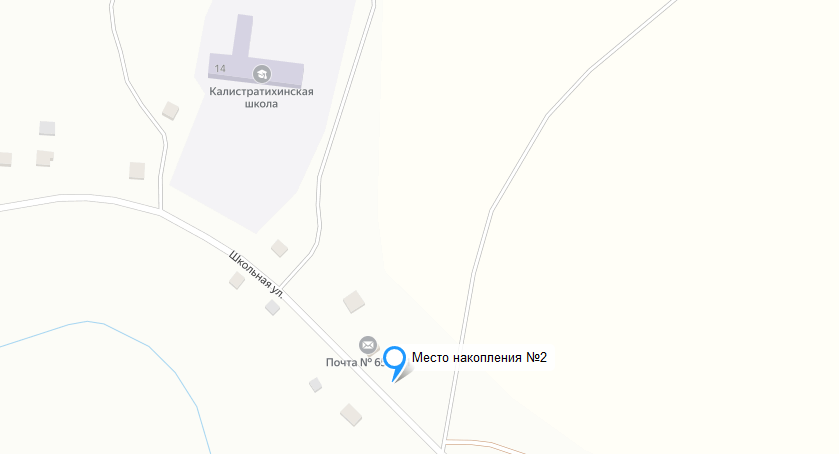 14
Калистратихинская
школа
Школьная ул.
Место накопления №2
Почта №